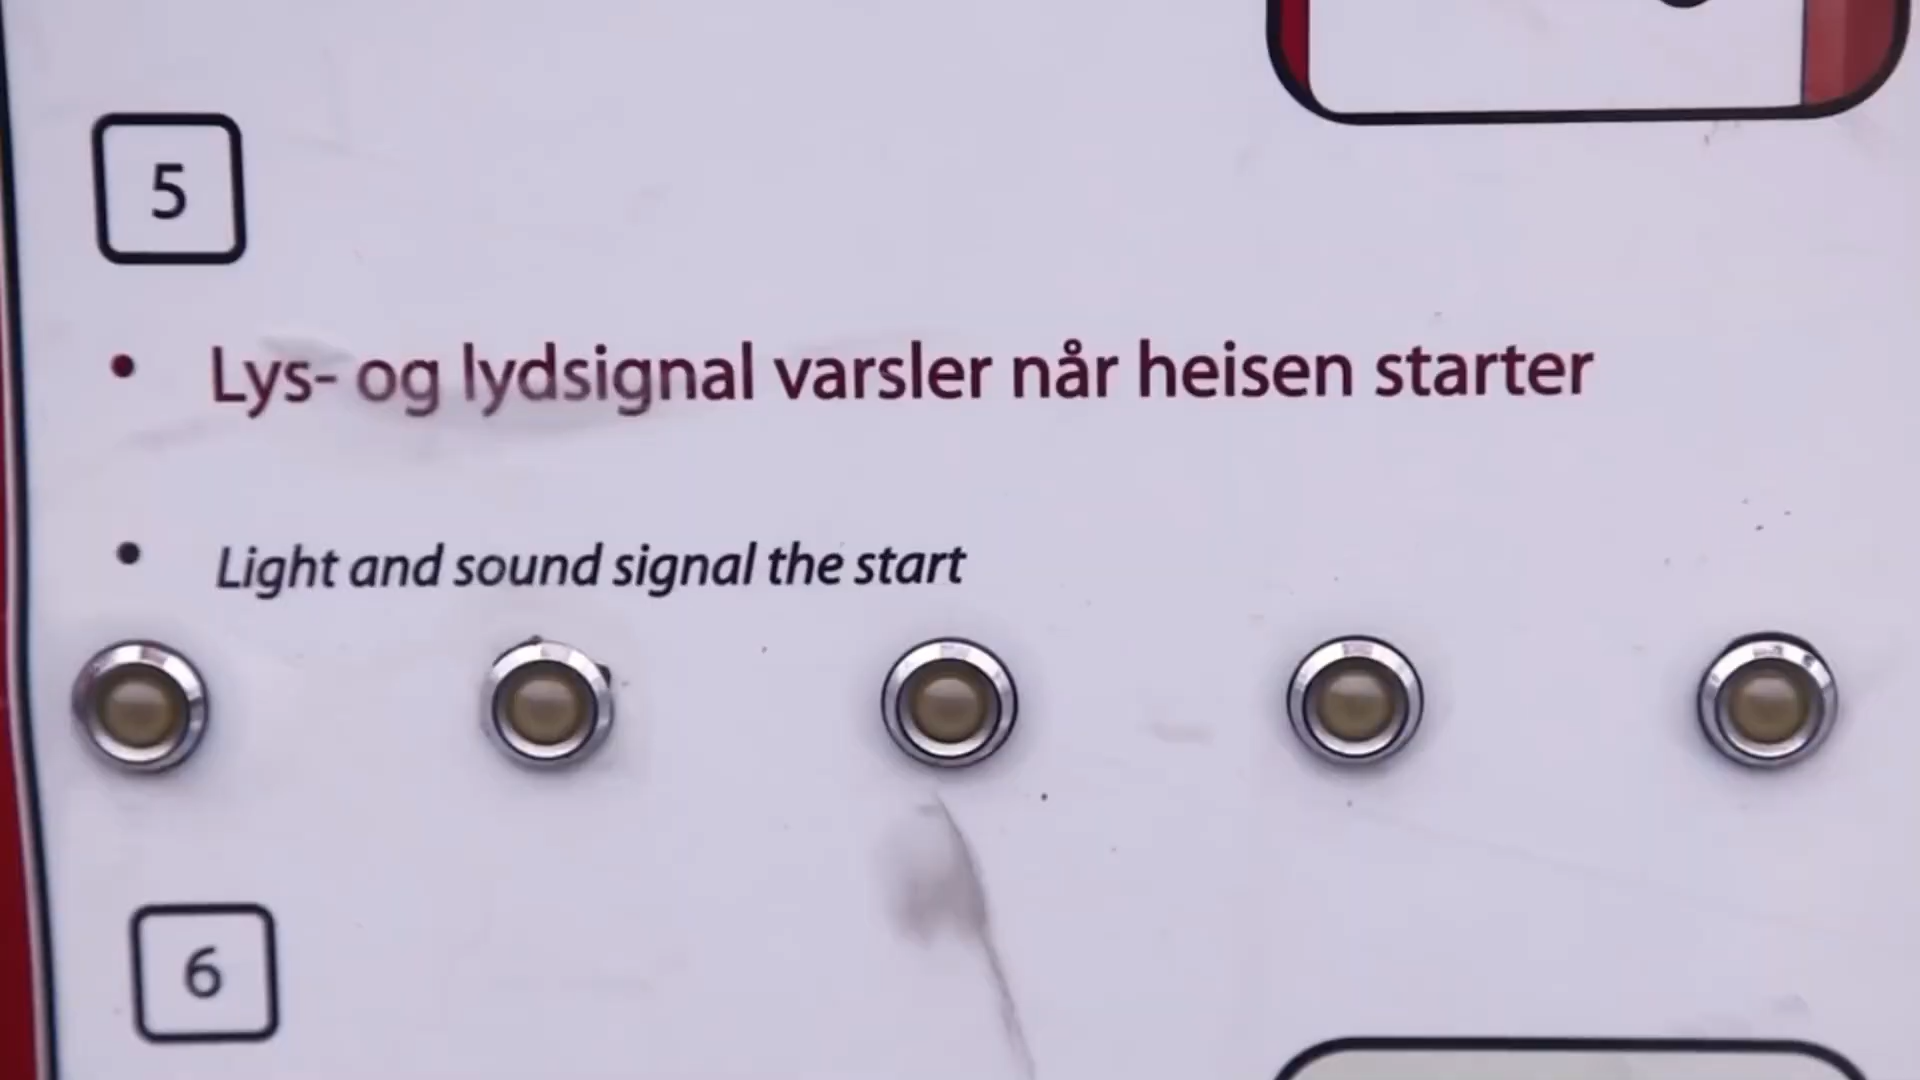 5
• Lys- og lydsignal varsler når heisen starter
• Light and sound signal the start
6